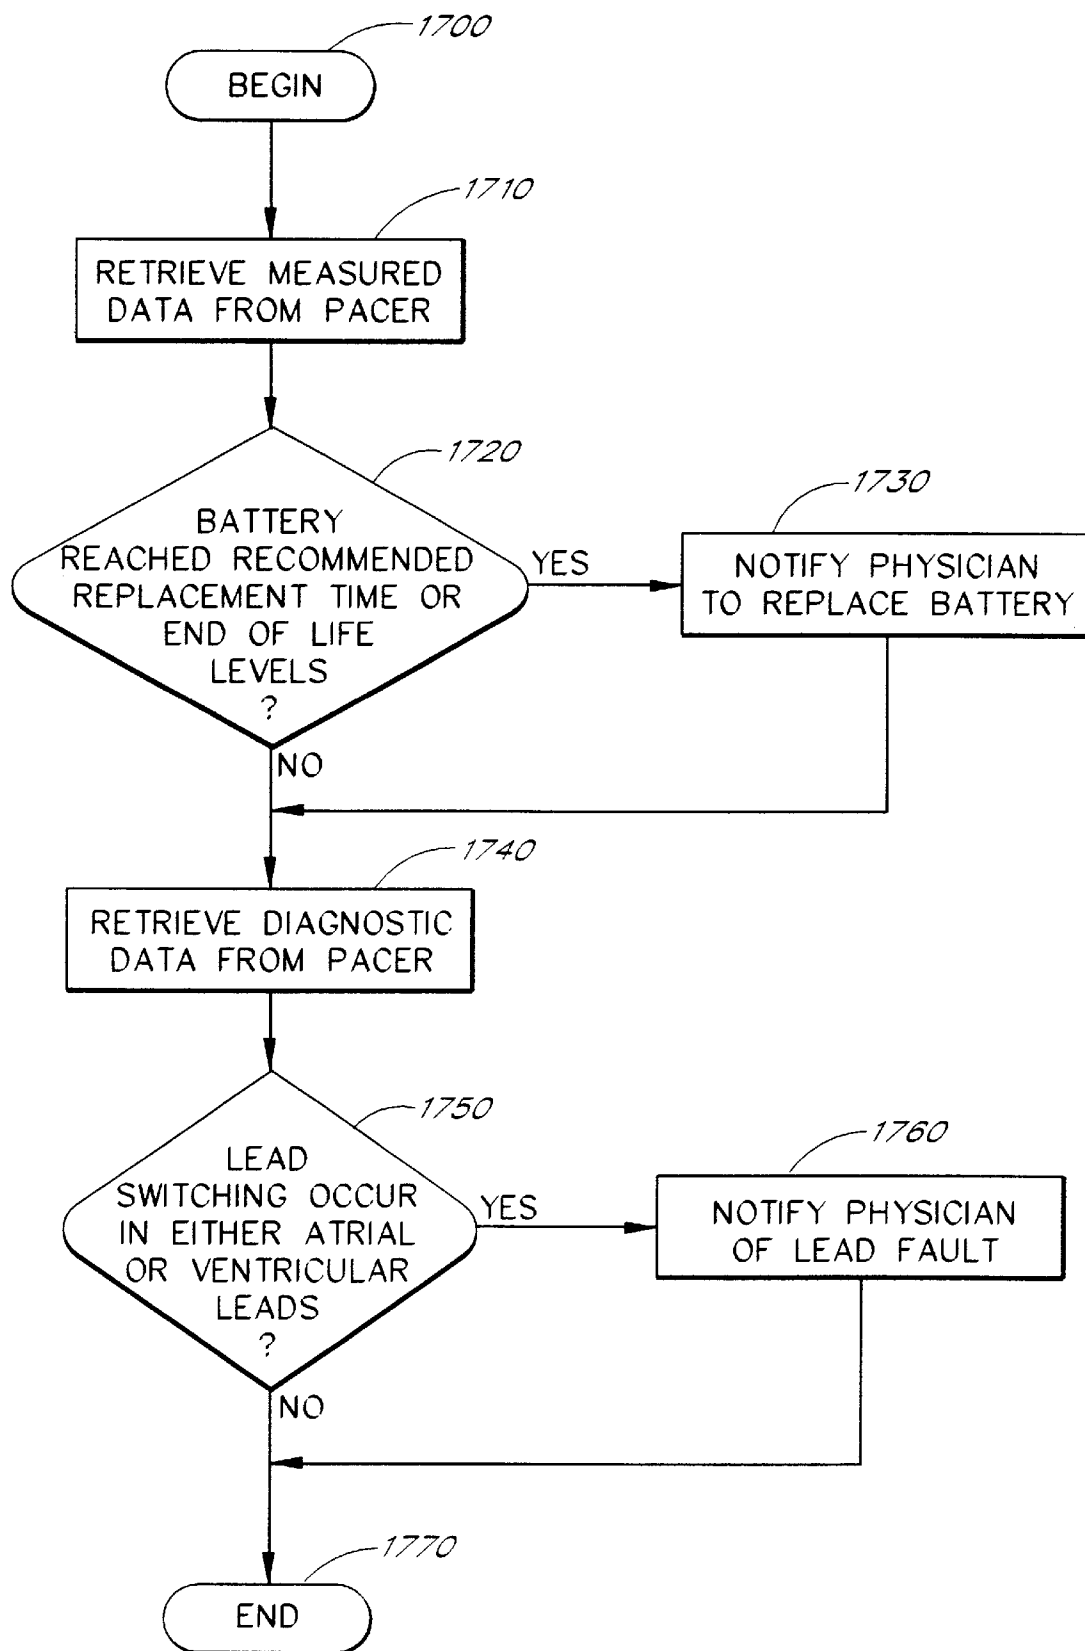 1700
BEGIN
1710
RETRIEVE MEASURED
DATA FROM PACER
1720
BATTERY
REACHED RECOMMENDED
REPLACEMENT TIME OR
END OF LIFE
LEVELS
?
YES
1730
NOTIFY PHYSICIAN
TO REPLACE BATTERY
NO
1740
RETRIEVE DIAGNOSTIC
DATA FROM PACER
1750
LEAD
SWITCHING OCCUR
IN EITHER ATRIAL
OR VENTRICULAR
LEADS
?
YES
1760
NOTIFY PHYSICIAN
OF LEAD FAULT
NO
1770
END